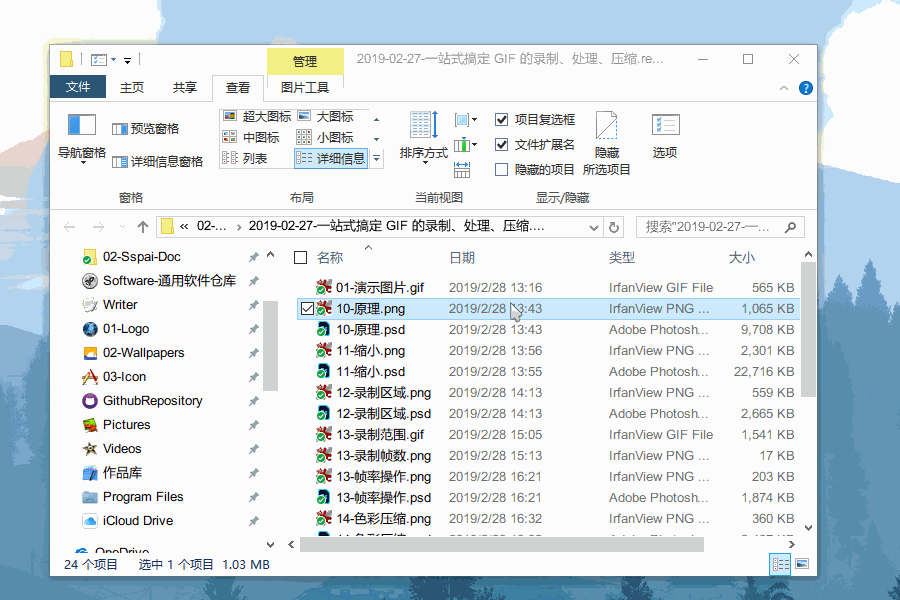 管理
2019-02-27-一站式搞定 GIF 的录制、处理、压缩.re...
文件 主页 共享 查看 图片工具
导航窗格
预览窗格
详细信息窗格
窗格
超大图标 大图标
中图标 小图标
列表 详细信息
布局
排序方式
当前视图
项目复选框
文件扩展名
隐藏的项目
隐藏
所选项目
显示/隐藏
选项
« 02-... › 2019-02-27-一站式搞定 GIF 的录制、处理、压缩....
搜索"2019-02-27-一...
02-Sspai-Doc
Software-通用软件仓库
Writer
01-Logo
02-Wallpapers
03-Icon
GithubRepository
Pictures
Videos
作品库
Program Files
iCloud Drive
OneDrive
名称 日期 类型 大小
01-演示图片.gif 2019/2/28 13:16 IrfanView GIF File 565 KB
10-原理.png 2019/2/28 13:43 IrfanView PNG ... 1,065 KB
10-原理.psd 2019/2/28 13:43 Adobe Photosh... 9,708 KB
11-缩小.png 2019/2/28 13:56 IrfanView PNG ... 2,301 KB
11-缩小.psd 2019/2/28 13:55 Adobe Photosh... 22,716 KB
12-录制区域.png 2019/2/28 14:13 IrfanView PNG ... 559 KB
12-录制区域.psd 2019/2/28 14:13 Adobe Photosh... 2,665 KB
13-录制范围.gif 2019/2/28 15:05 IrfanView GIF File 1,541 KB
13-录制帧数.png 2019/2/28 15:13 IrfanView PNG ... 17 KB
13-帧率操作.png 2019/2/28 16:21 IrfanView PNG ... 203 KB
13-帧率操作.psd 2019/2/28 16:21 Adobe Photosh... 1,874 KB
14-色彩压缩.png 2019/2/28 16:32 IrfanView PNG ... 360 KB
24 个项目 选中 1 个项目 1.03 MB